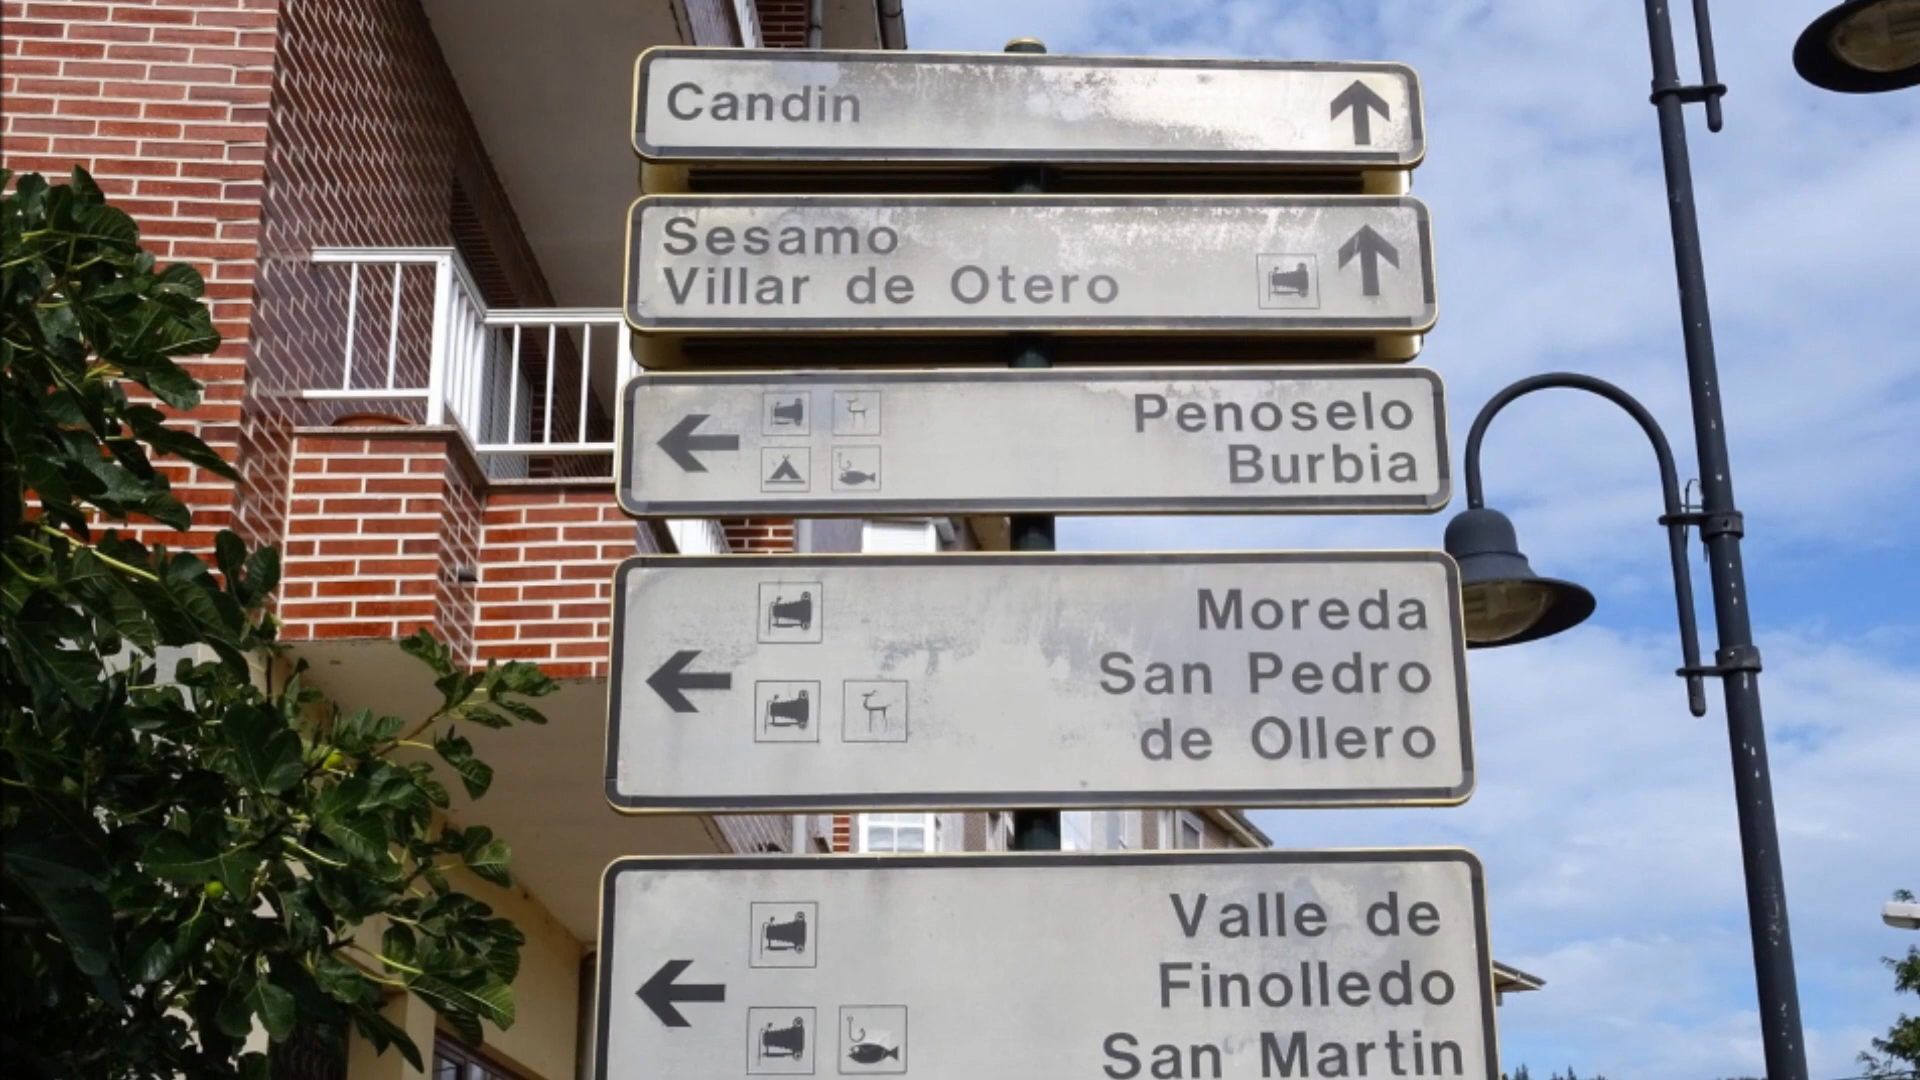 Candin
Sesamo
Villar de Otero
Penoselo
Burbia
Moreda
San Pedro
de Ollero
Valle de
Finolledo
San Martin